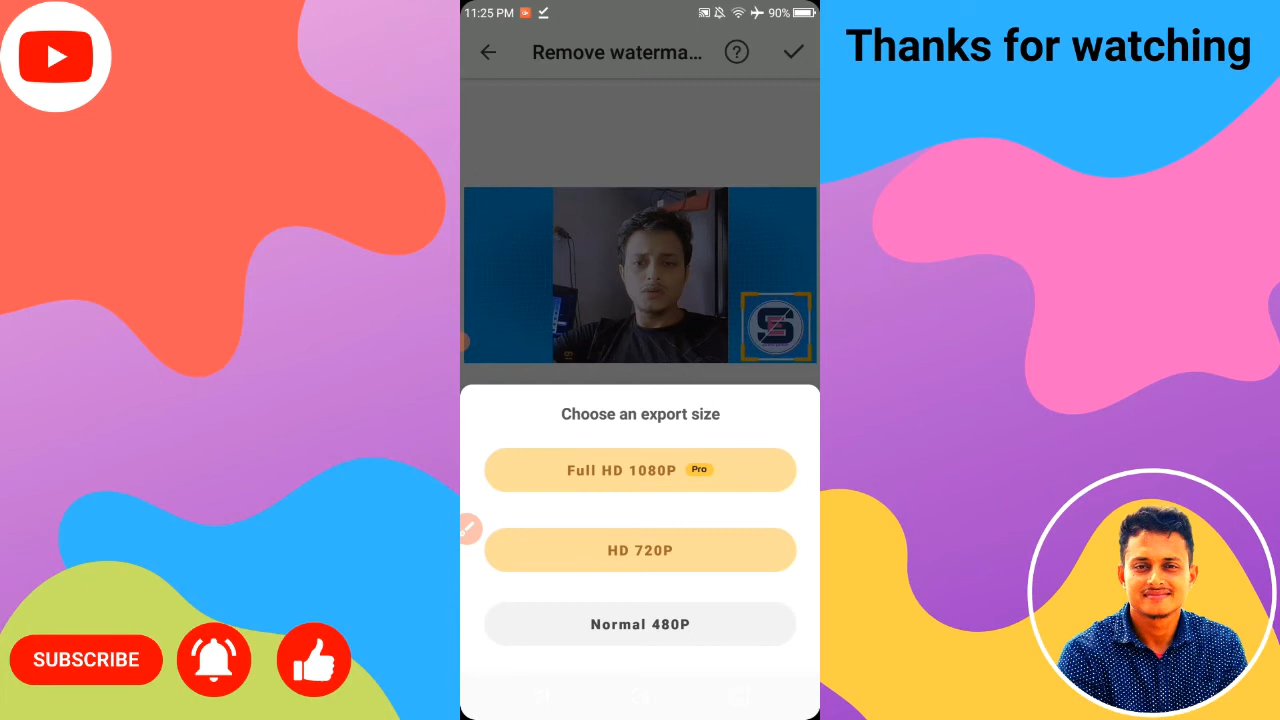 11:25 PM
90%
Remove waterma...
Thanks for watching
SE
Choose an export size
Full HD 1080P Pro
HD 720P
Normal 480P
SUBSCRIBE